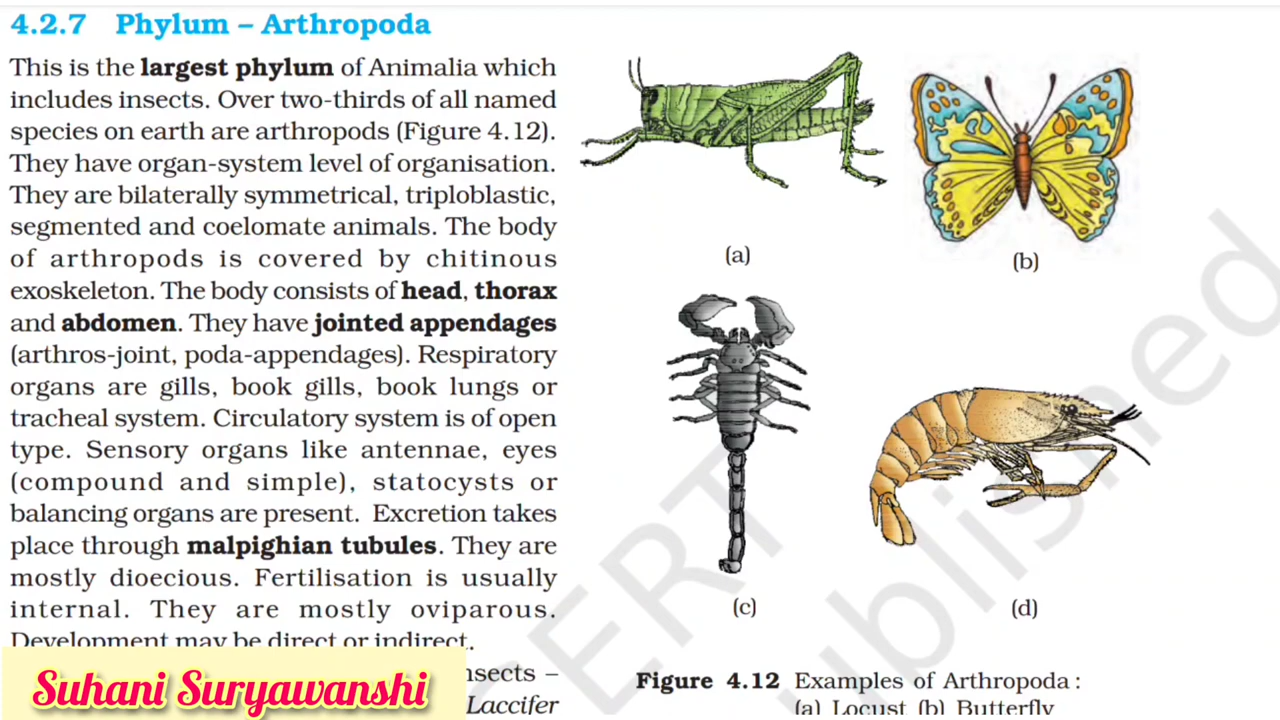 4.2.7 Phylum – Arthropoda
This is the largest phylum of Animalia which
includes insects. Over two-thirds of all named
species on earth are arthropods (Figure 4.12).
They have organ-system level of organisation.
They are bilaterally symmetrical, triploblastic,
segmented and coelomate animals. The body
of arthropods is covered by chitinous
exoskeleton. The body consists of head, thorax
and abdomen. They have jointed appendages
(arthros-joint, poda-appendages). Respiratory
organs are gills, book gills, book lungs or
tracheal system. Circulatory system is of open
type. Sensory organs like antennae, eyes
(compound and simple), statocysts or
balancing organs are present. Excretion takes
place through malpighian tubules. They are
mostly dioecious. Fertilisation is usually
internal. They are mostly oviparous.
Development may be direct or indirect.
nsects –
Laccifer
Suhani Suryawanshi
(a)
(b)
(c)
(d)
Figure 4.12 Examples of Arthropoda :
(a) Locust (b) Butterfly